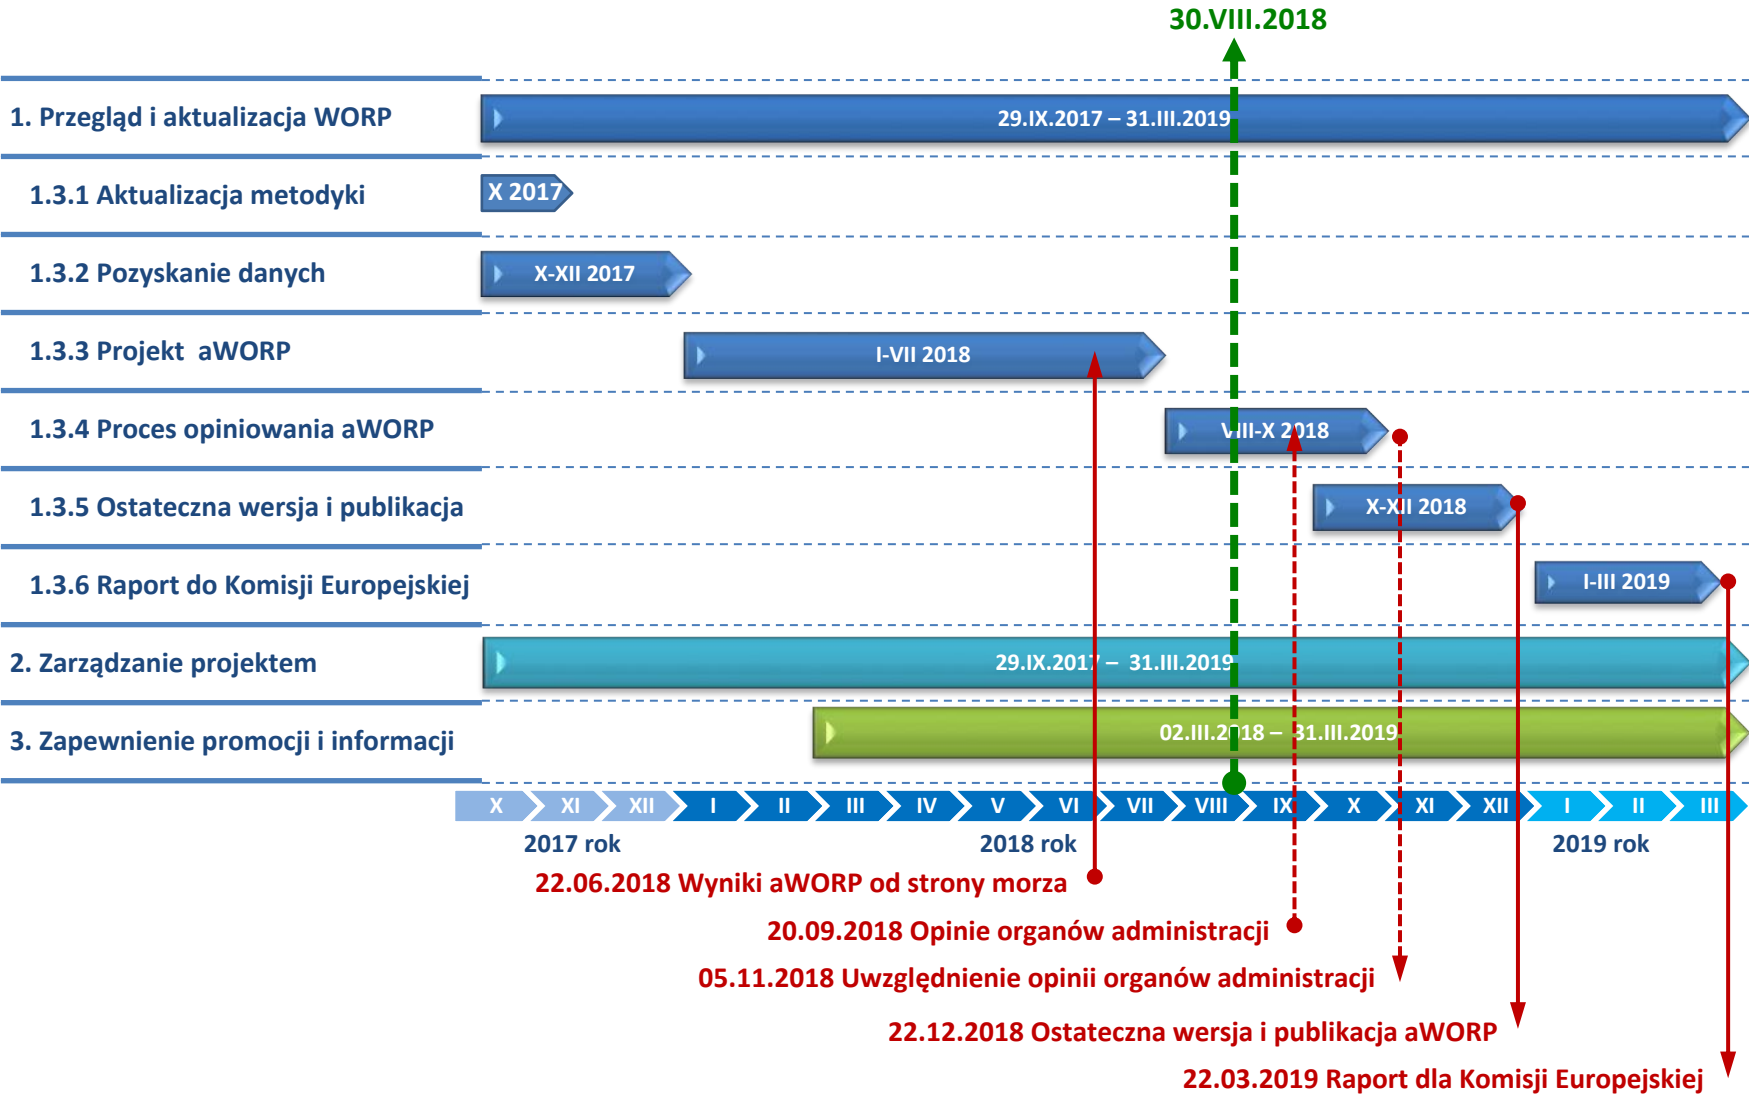 30.VIII.2018
1. Przegląd i aktualizacja WORP
29.IX.2017 – 31.III.2019
1.3.1 Aktualizacja metodyki
X 2017
1.3.2 Pozyskanie danych
X-XII 2017
1.3.3 Projekt aWORP
I-VII 2018
1.3.4 Proces opiniowania aWORP
VIII-X 2018
1.3.5 Ostateczna wersja i publikacja
X-XII 2018
1.3.6 Raport do Komisji Europejskiej
I-III 2019
2. Zarządzanie projektem
29.IX.2017 – 31.III.2019
3. Zapewnienie promocji i informacji
02.III.2018 – 31.III.2019
X XI XII I II III IV V VI VII VIII IX X XI XII I II III
2017 rok 2018 rok 2019 rok
22.06.2018 Wyniki aWORP od strony morza
20.09.2018 Opinie organów administracji
05.11.2018 Uwzględnienie opinii organów administracji
22.12.2018 Ostateczna wersja i publikacja aWORP
22.03.2019 Raport dla Komisji Europejskiej